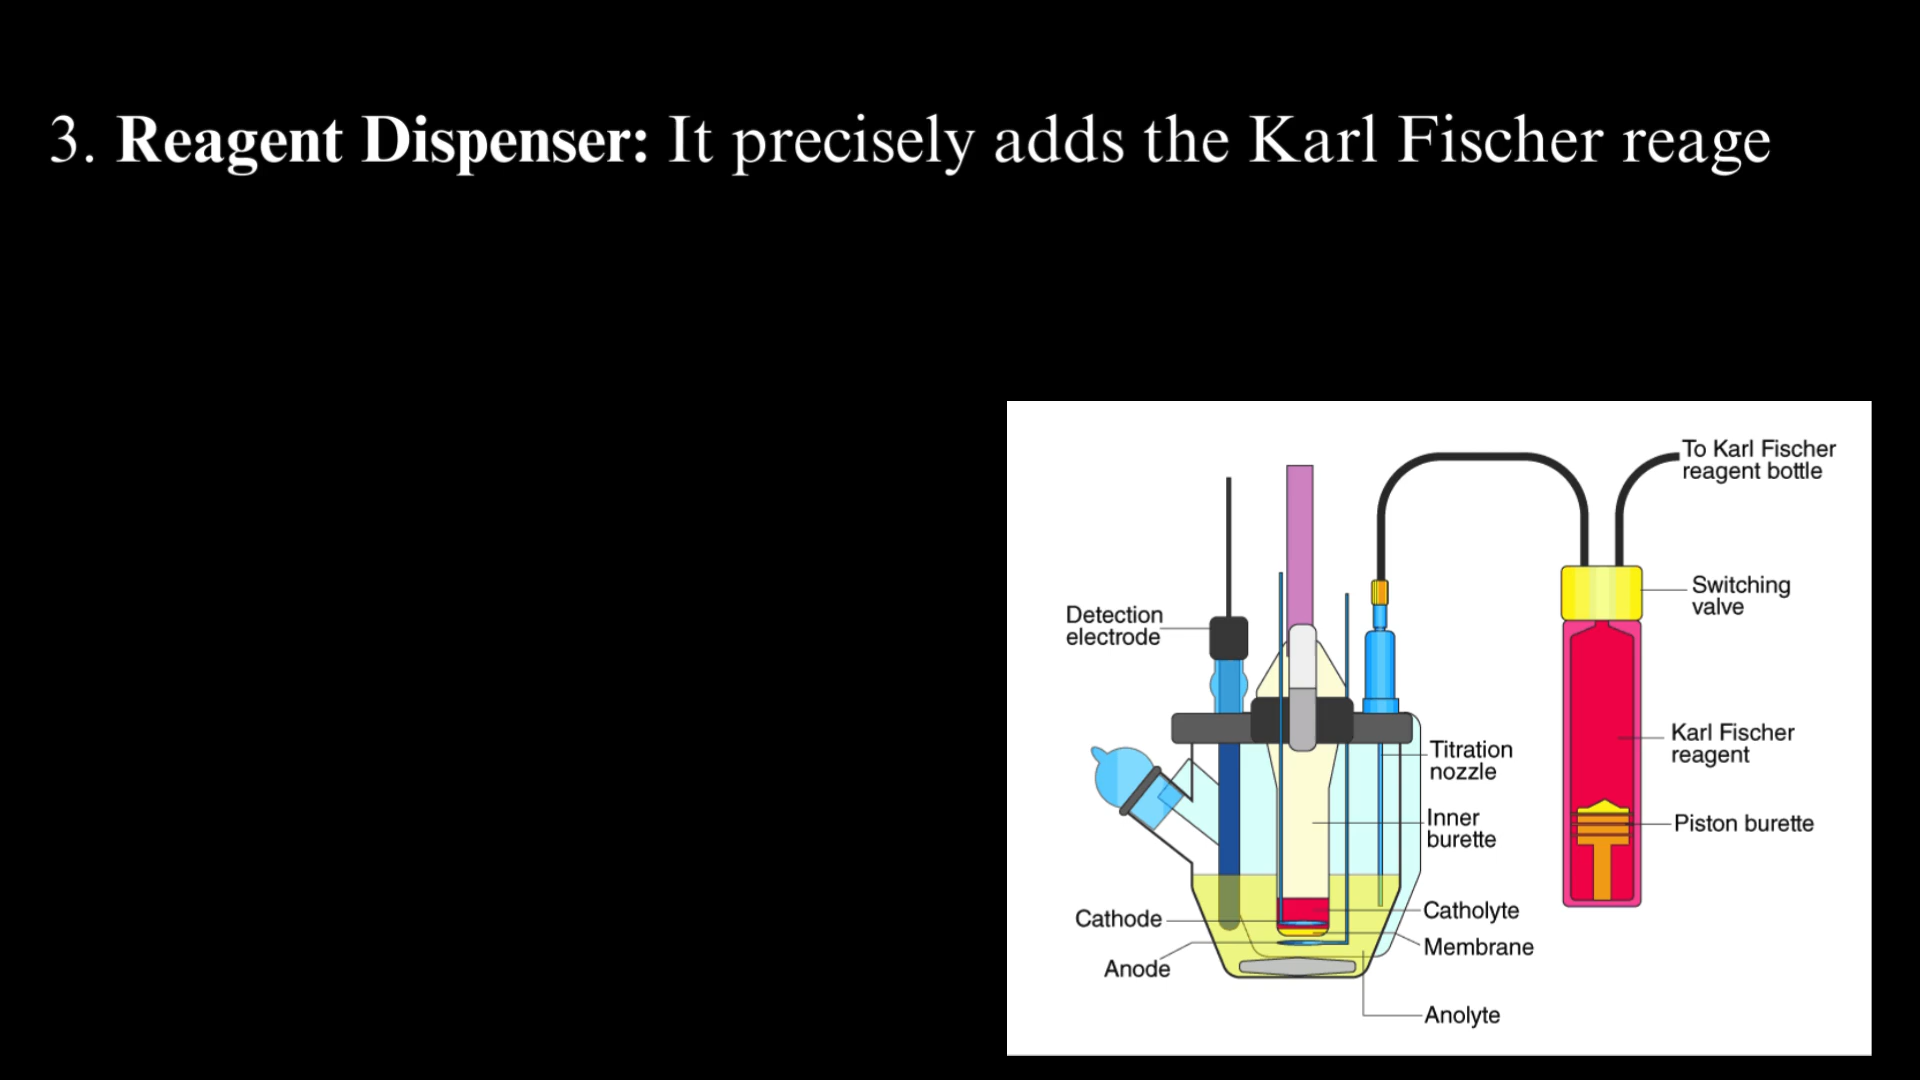 3. Reagent Dispenser: It precisely adds the Karl Fischer reage
To Karl Fischer
reagent bottle
Switching
valve
Detection
electrode
Karl Fischer
reagent
Titration
nozzle
Inner
burette
Piston burette
Cathode
Catholyte
Membrane
Anode
Anolyte